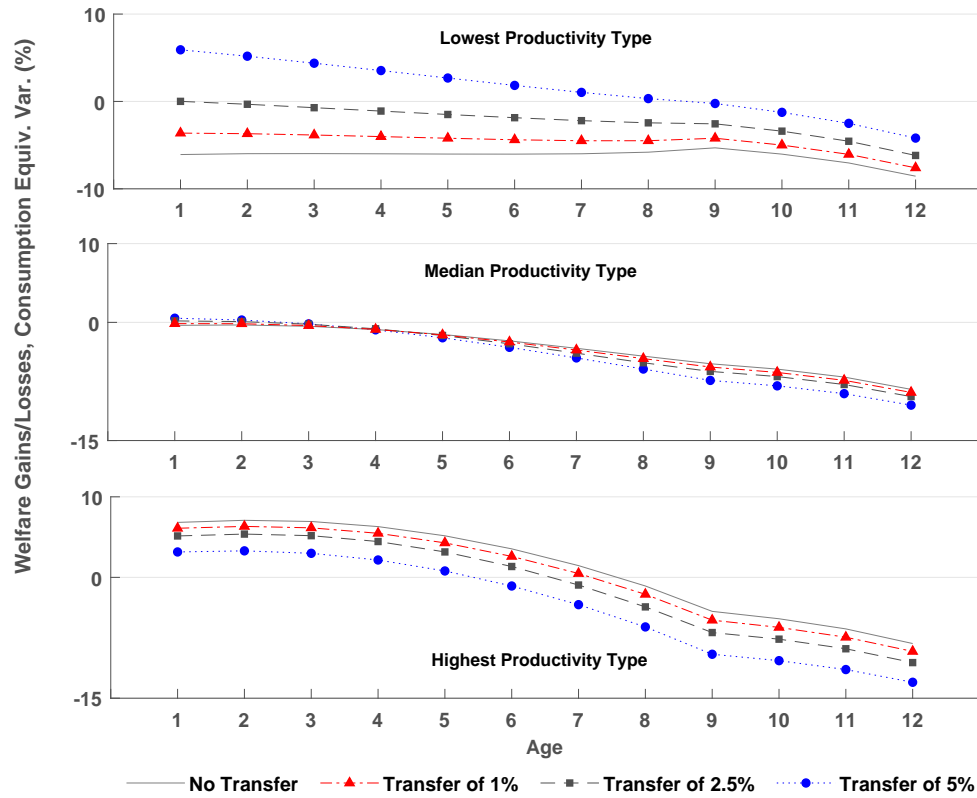 Welfare Gains/Losses, Consumption Equiv. Var. (%)
10
Lowest Productivity Type
0
-10
1 2 3 4 5 6 7 8 9 10 11 12
10
Median Productivity Type
0
-15
1 2 3 4 5 6 7 8 9 10 11 12
10
0
Highest Productivity Type
-15
1 2 3 4 5 6 7 8 9 10 11 12
Age
No Transfer Transfer of 1% Transfer of 2.5% Transfer of 5%